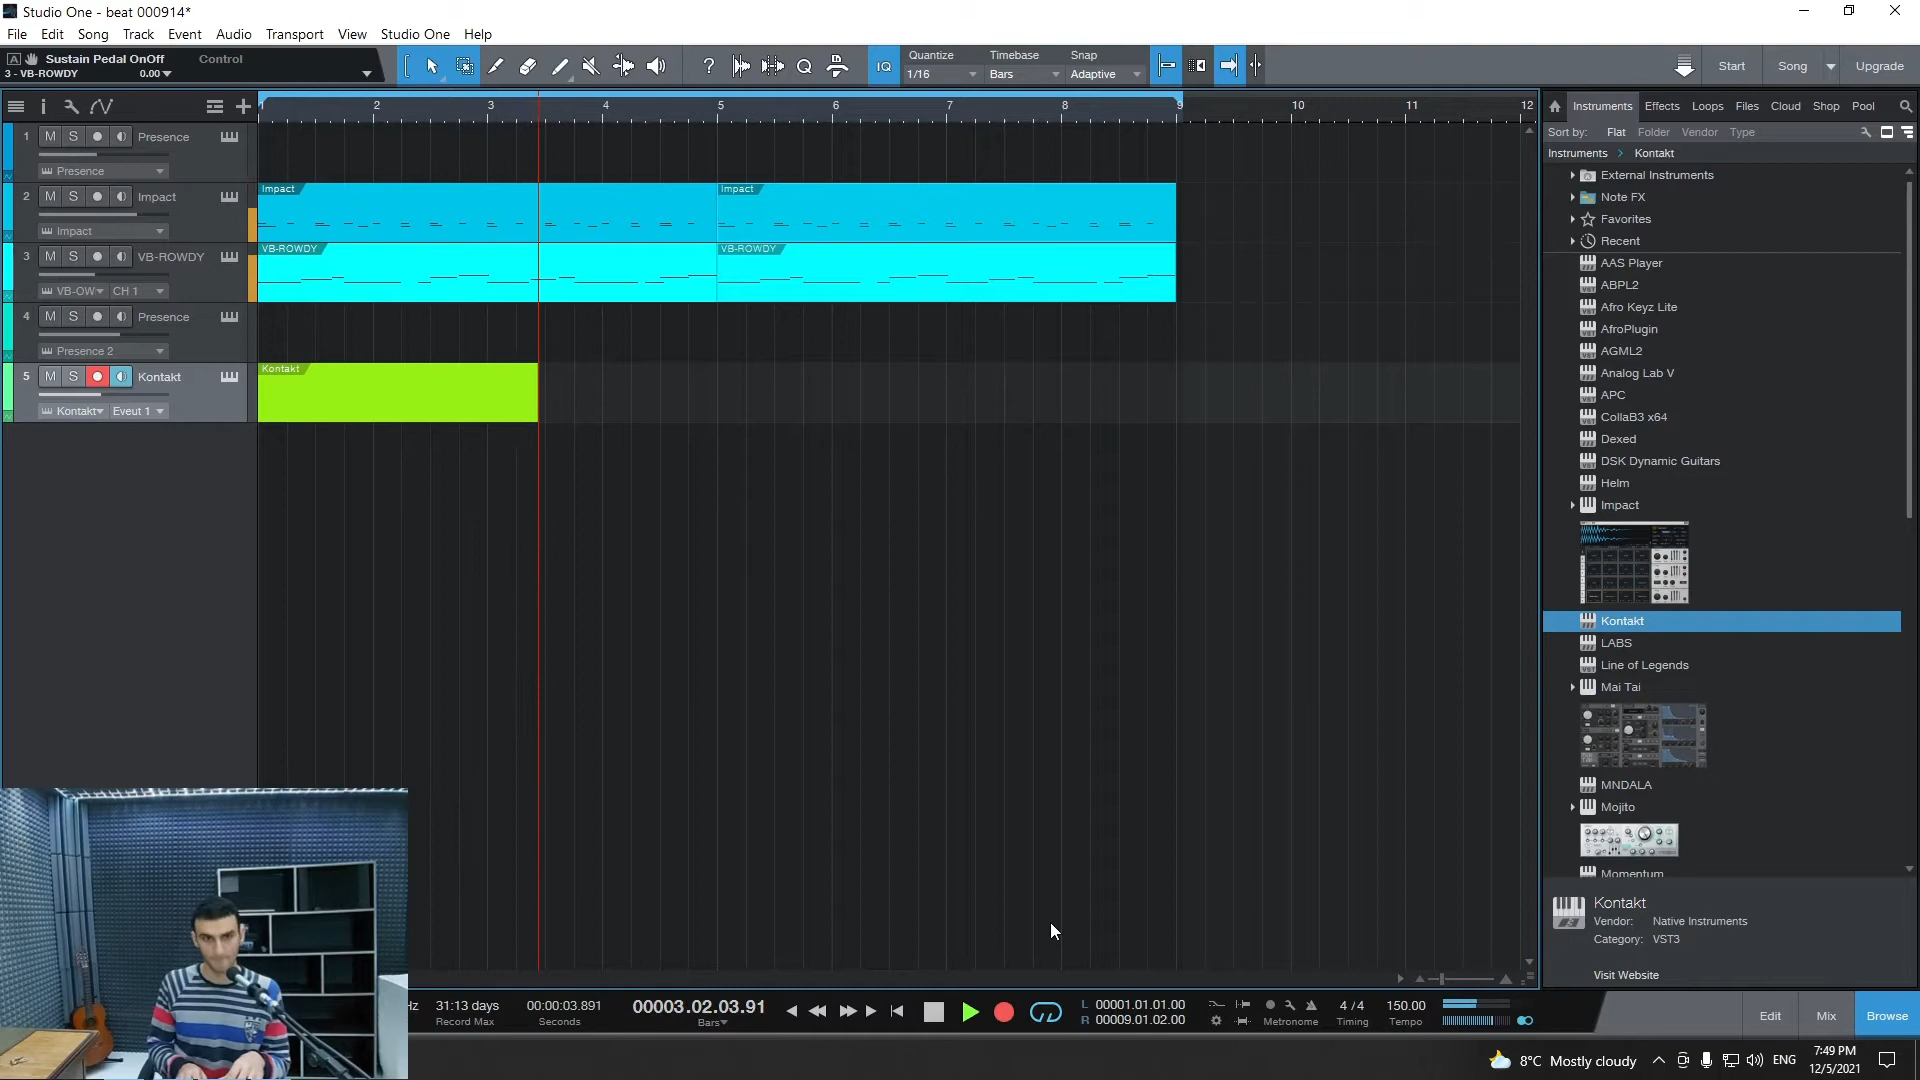 Studio One - beat 000914*
File Edit Song Track Event Audio Transport View Studio One Help
Sustain Pedal OnOff Control
3 - VB-ROWDY 0.00
Quantize Timebase Snap
IQ 1/16 Bars Adaptive
Start Song Upgrade
1 2 3 4 5 6 7 8 9 10 11 12
1 M S Presence
Presence
2 M S Impact
Impact
3 M S VB-ROWDY
VB-OW CH 1
4 M S Presence
Presence 2
5 M S Kontakt
Kontakt Eveut 1
Impact Impact
VB-ROWDY VB-ROWDY
Kontakt
Instruments Effects Loops Files Cloud Shop Pool
Sort by: Flat Folder Vendor Type
Instruments > Kontakt
External Instruments
Note FX
Favorites
Recent
AAS Player
ABPL2
Afro Keyz Lite
AfroPlugin
AGML2
Analog Lab V
APC
CollaB3 x64
Dexed
DSK Dynamic Guitars
Helm
Impact
Kontakt
LABS
Line of Legends
Mai Tai
MNDALA
Mojito
Momentum
Kontakt
Vendor: Native Instruments
Category: VST3
Visit Website
Hz 31:13 days 00:00:03.891 00003.02.03.91 L 00001.01.01.00 4 / 4 150.00
Record Max Seconds Bars R 00009.01.02.00 Metronome Timing Tempo
Edit Mix Browse
8°C Mostly cloudy ENG 7:49 PM
12/5/2021